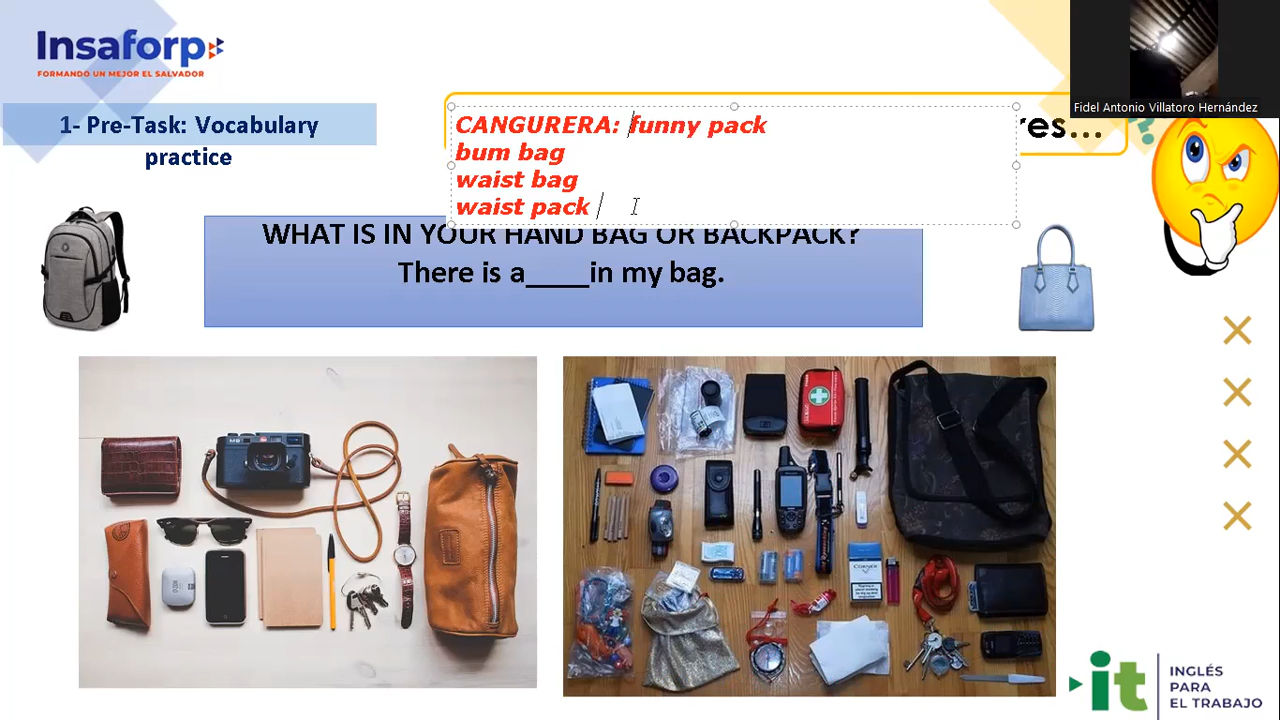 Insaforp
FORMANDO UN MEJOR EL SALVADOR
1- Pre-Task: Vocabulary
practice
CANGURERA: funny pack
bum bag
waist bag
waist pack
res...
Fidel Antonio Villatoro Hernández
WHAT IS IN YOUR HAND BAG OR BACKPACK?
There is a____in my bag.
it
INGLÉS
PARA
EL TRABAJO